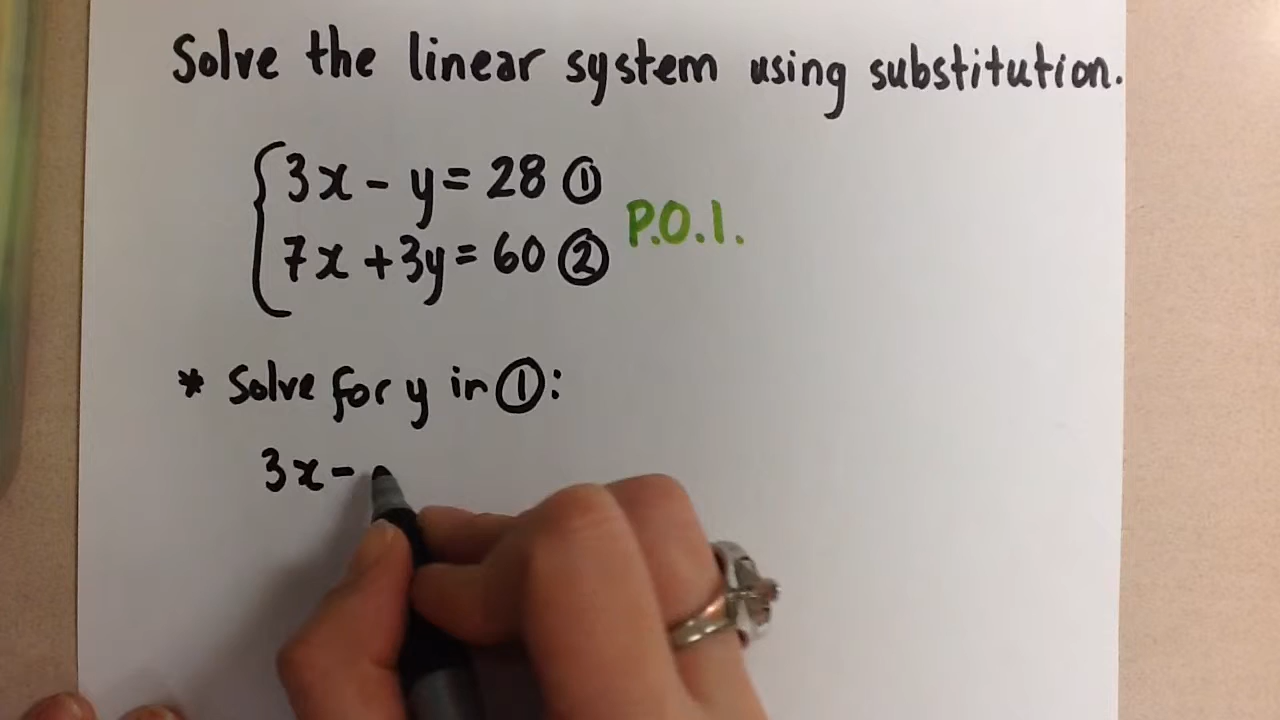 Solve the linear system using substitution.
3x - y = 28 ①
7x + 3y = 60 ②
P.O.I.
* Solve for y in ①:
3x -